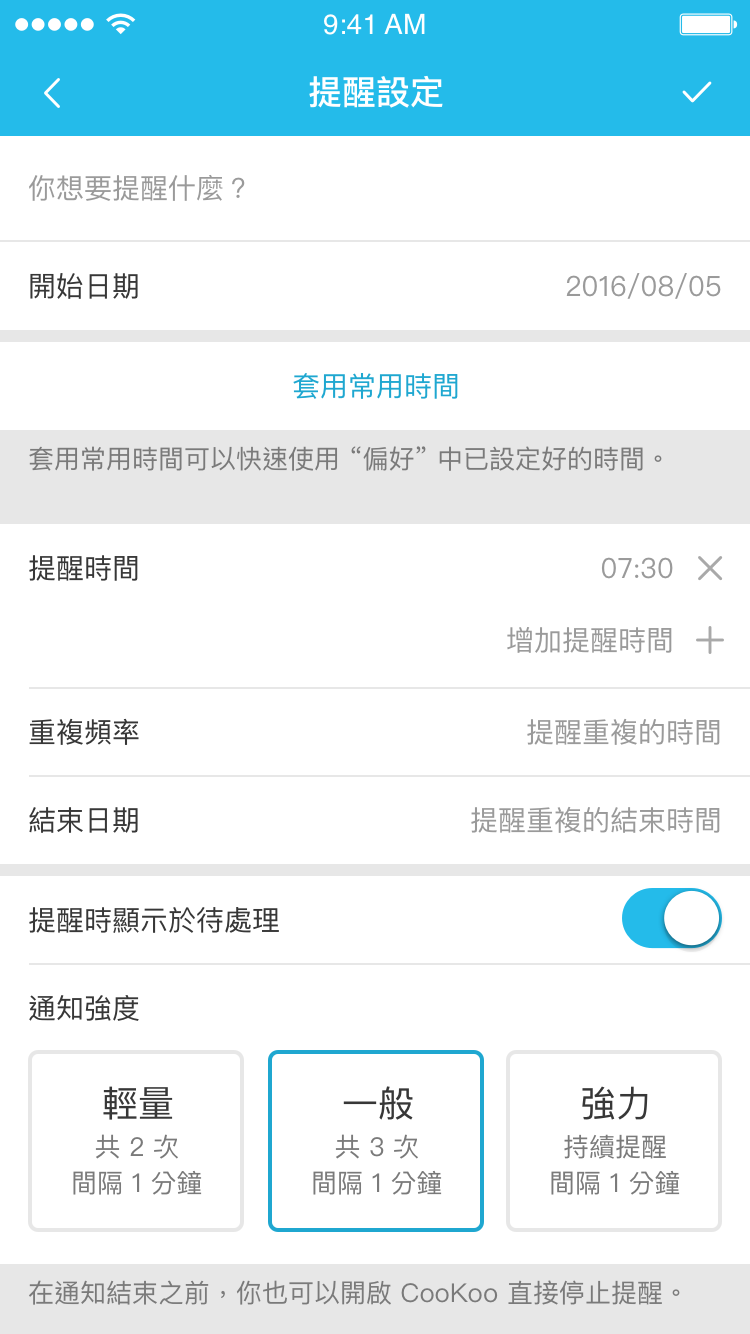 9:41 AM
提醒設定
你想要提醒什麼？
開始日期 2016/08/05
套用常用時間
套用常用時間可以快速使用“偏好”中已設定好的時間。
提醒時間 07:30
增加提醒時間
重複頻率 提醒重複的時間
結束日期 提醒重複的結束時間
提醒時顯示於待處理
通知強度
輕量
共 2 次
間隔 1 分鐘
一般
共 3 次
間隔 1 分鐘
強力
持續提醒
間隔 1 分鐘
在通知結束之前，你也可以開啟 CooKoo 直接停止提醒。